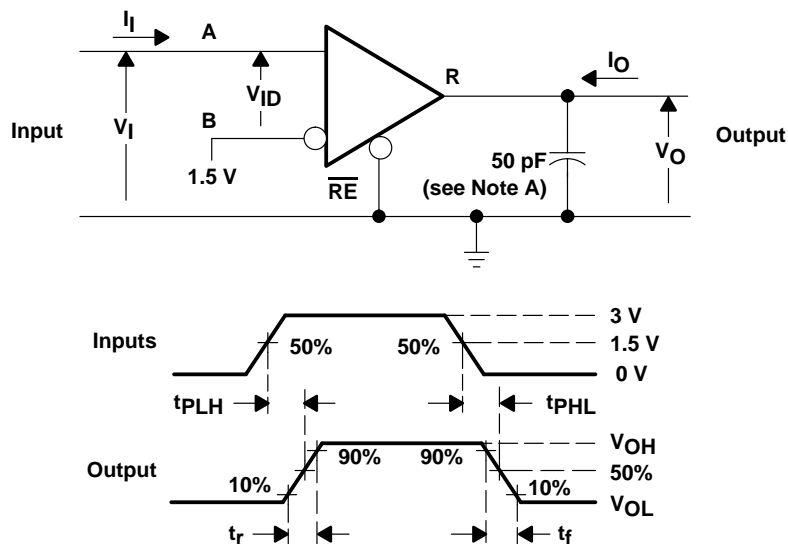 I_I
A
R
I_O
V_ID
Input
V_I
B
1.5 V
R̅E̅
50 pF
(see Note A)
V_O
Output
3 V
Inputs
50%
50%
1.5 V
0 V
t_PLH
t_PHL
V_OH
Output
90%
90%
50%
10%
10%
V_OL
t_r
t_f